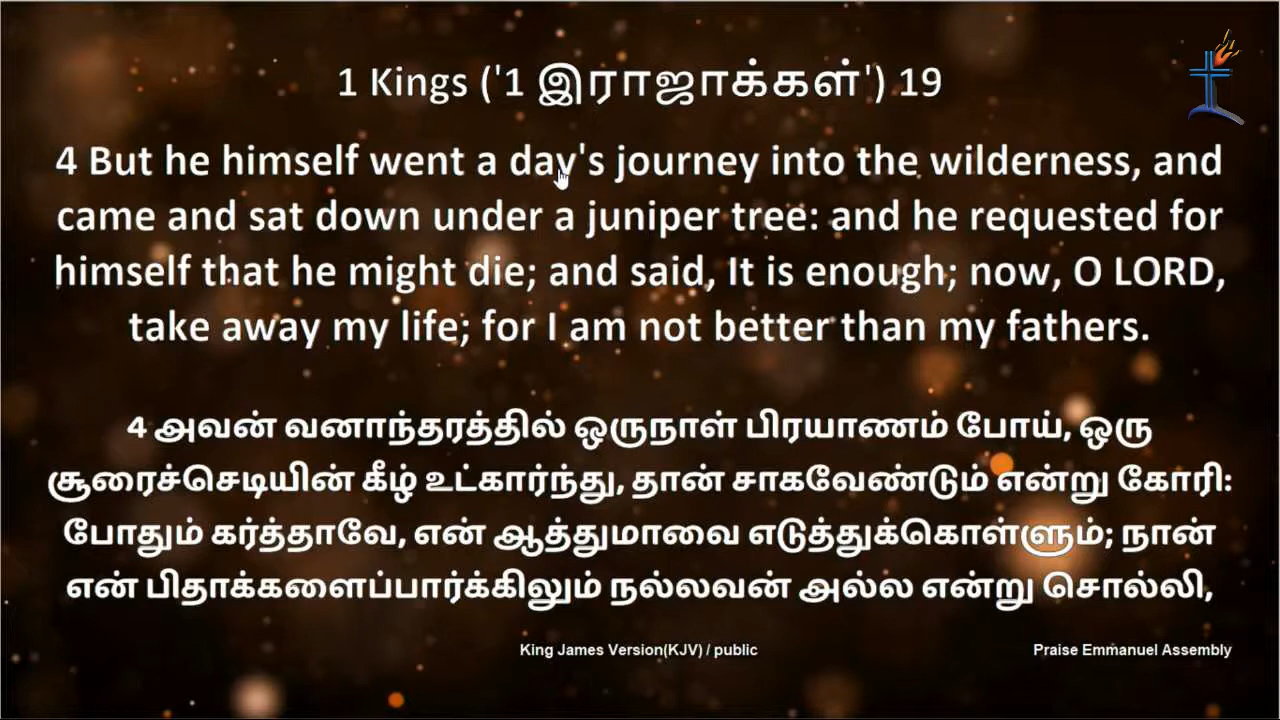 1 Kings ('1 இராஜாக்கள்') 19
4 But he himself went a day's journey into the wilderness, and
came and sat down under a juniper tree: and he requested for
himself that he might die; and said, It is enough; now, O LORD,
take away my life; for I am not better than my fathers.
4 அவன் வனாந்தரத்தில் ஒருநாள் பிரயாணம் போய், ஒரு
சூரைச்செடியின் கீழ் உட்கார்ந்து, தான் சாகவேண்டும் என்று கோரி:
போதும் கர்த்தாவே, என் ஆத்துமாவை எடுத்துக்கொள்ளும்; நான்
என் பிதாக்களைப்பார்க்கிலும் நல்லவன் அல்ல என்று சொல்லி,
King James Version(KJV) / public
Praise Emmanuel Assembly